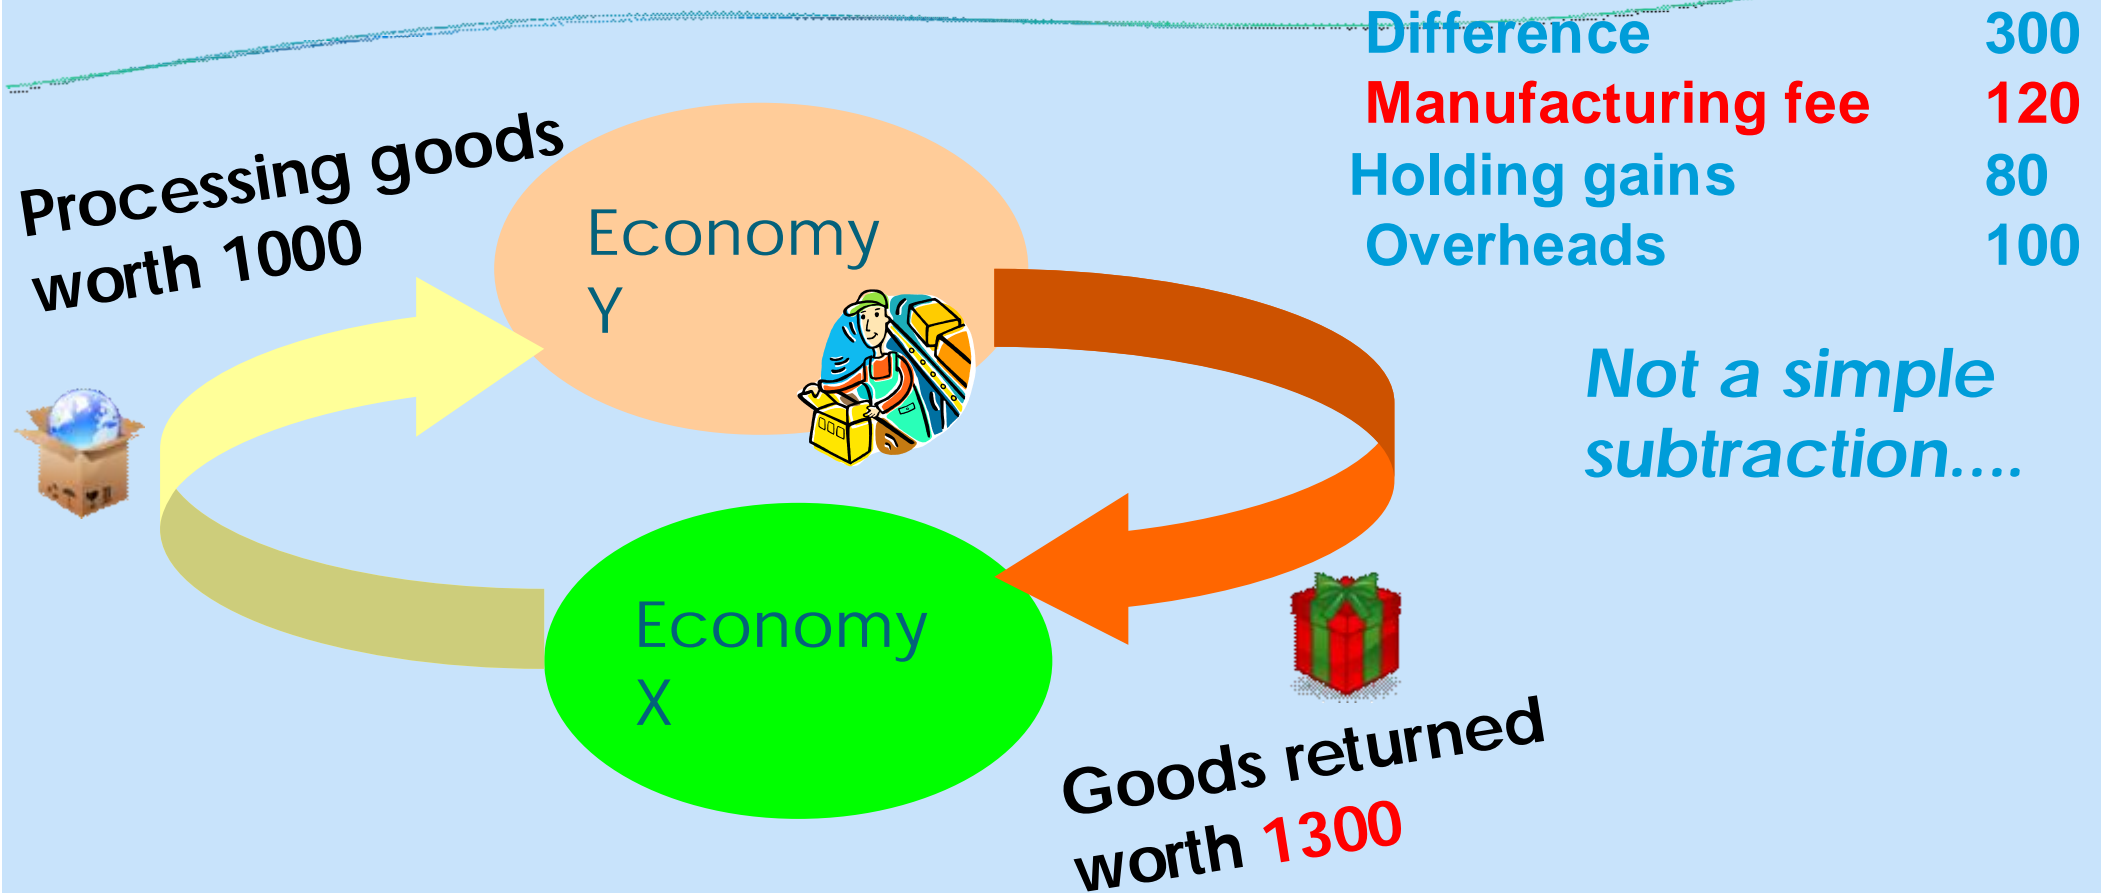 Difference 300
Manufacturing fee 120
Holding gains 80
Overheads 100
Processing goods
worth 1000
Economy
Y
Not a simple
subtraction....
Economy
X
Goods returned
worth 1300